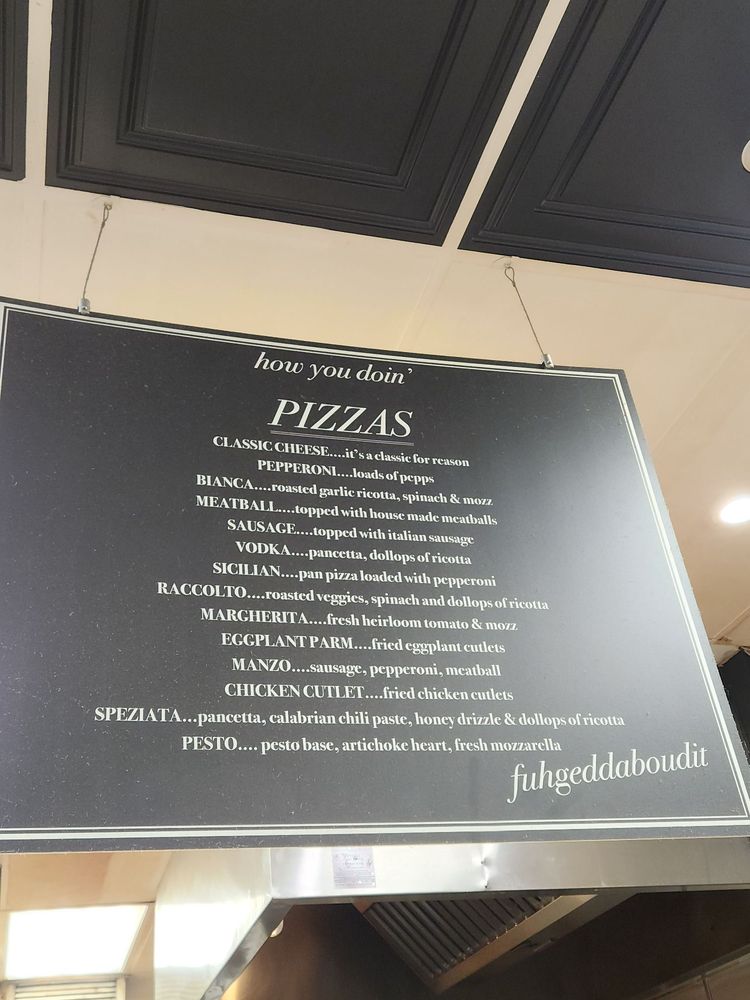 how you doin'
PIZZAS
CLASSIC CHEESE....it's a classic for reason
PEPPERONI....loads of pepps
BIANCA....roasted garlic ricotta, spinach & mozz
MEATBALL....topped with house made meatballs
SAUSAGE....topped with italian sausage
VODKA....pancetta, dollops of ricotta
SICILIAN....pan pizza loaded with pepperoni
RACCOLTO....roasted veggies, spinach and dollops of ricotta
MARGHERITA....fresh heirloom tomato & mozz
EGGPLANT PARM....fried eggplant cutlets
MANZO....sausage, pepperoni, meatball
CHICKEN CUTLET....fried chicken cutlets
SPEZIATA...pancetta, calabrian chili paste, honey drizzle & dollops of ricotta
PESTO.... pesto base, artichoke heart, fresh mozzarella
fuhgeddaboudit